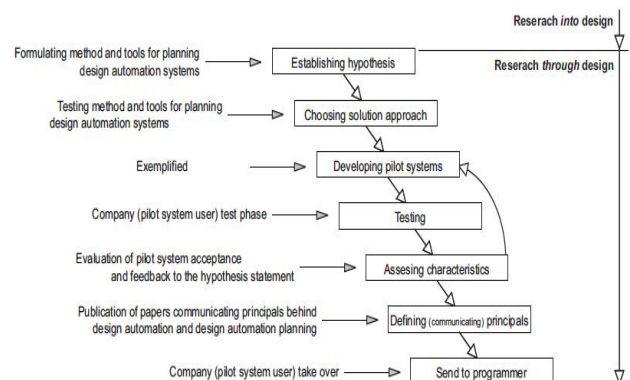 Reserach into design
Formulating method and tools for planning
design automation systems
Establishing hypothesis
Reserach through design
Testing method and tools for planning
design automation systems
Choosing solution approach
Exemplified
Developing pilot systems
Company (pilot system user) test phase
Testing
Evaluation of pilot system acceptance
and feedback to the hypothesis statement
Assesing characteristics
Publication of papers communicating principals behind
design automation and design automation planning
Defining (communicating) principals
Company (pilot system user) take over
Send to programmer